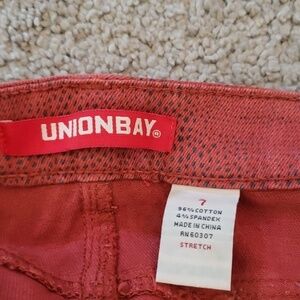 UNIONBAY®
7
96% COTTON
4% SPANDEX
MADE IN CHINA
RN 60307
STRETCH